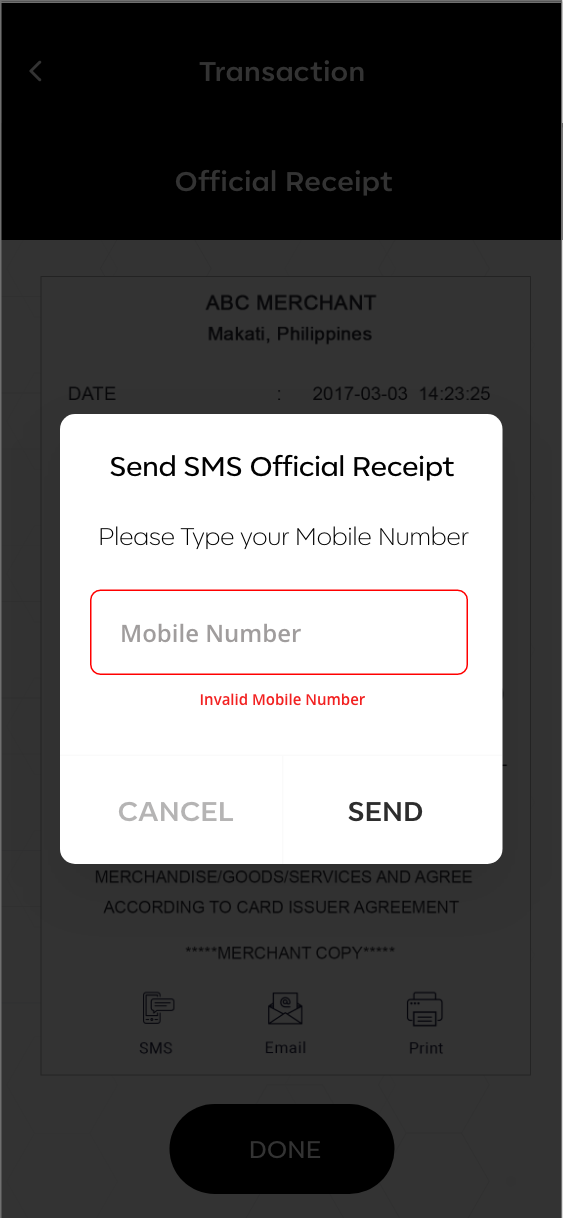 Transaction
Official Receipt
ABC MERCHANT
Makati, Philippines
DATE : 2017-03-03 14:23:25
Send SMS Official Receipt
Please Type your Mobile Number
Mobile Number
Invalid Mobile Number
CANCEL SEND
MERCHANDISE/GOODS/SERVICES AND AGREE
ACCORDING TO CARD ISSUER AGREEMENT
*****MERCHANT COPY*****
SMS Email Print
DONE